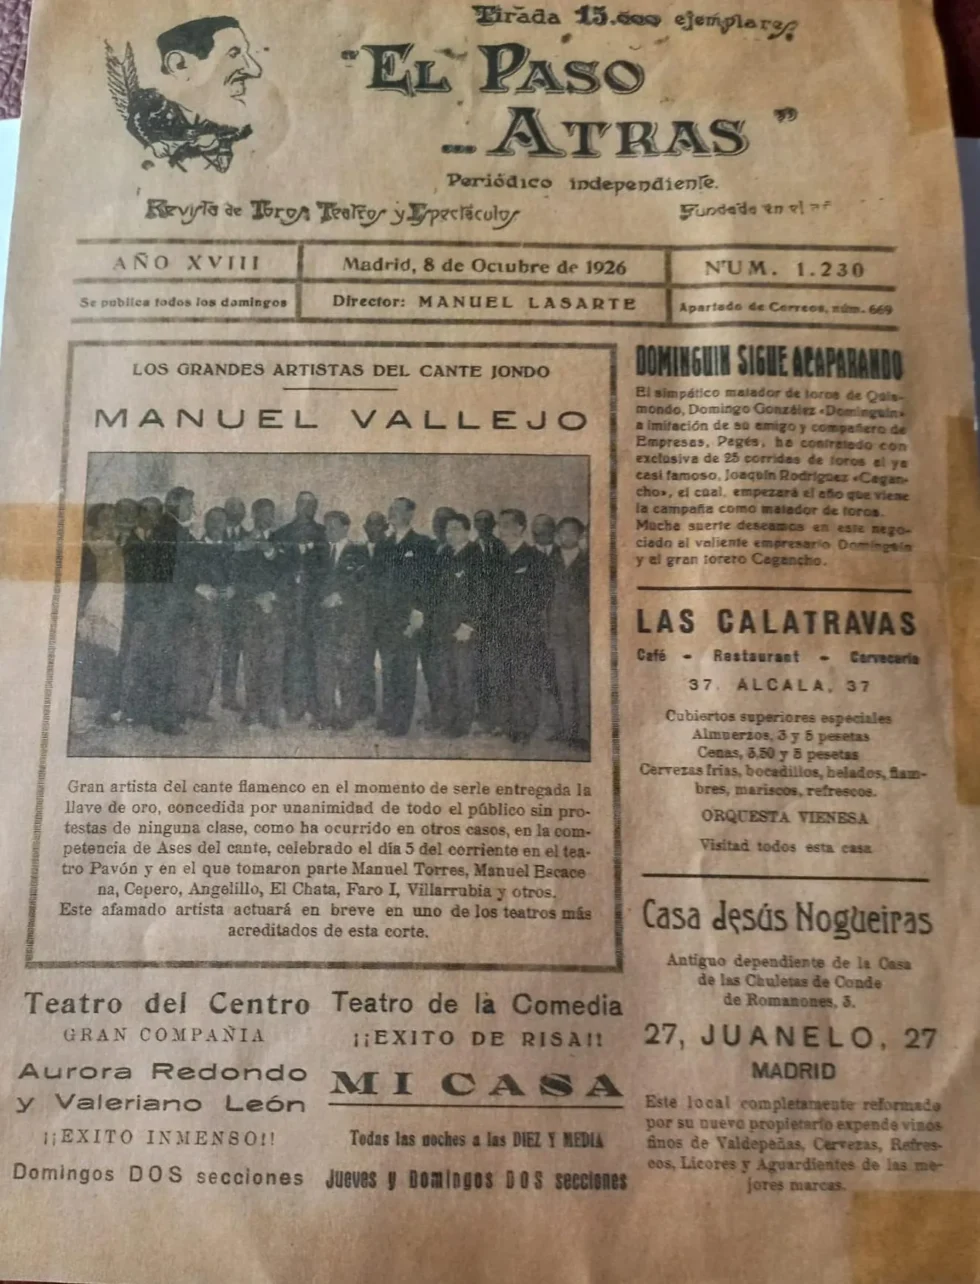 Tirada 15.000 ejemplares
"EL PASO
... ATRAS"
Periódico independiente.
Revista de Toros Teatros y Espectáculos
Fundado en el
AÑO XVIII
Madrid, 8 de Octubre de 1926
NUM. 1.230
Se publica todos los domingos
Director: MANUEL LASARTE
Apartado de Correos, núm. 669
LOS GRANDES ARTISTAS DEL CANTE JONDO
MANUEL VALLEJO
Gran artista del cante flamenco en el momento de serle entregada la
llave de oro, concedida por unanimidad de todo el público sin pro-
testas de ninguna clase, como ha ocurrido en otros casos, en la com-
petencia de Ases del cante, celebrado el día 5 del corriente en el tea-
tro Pavón y en el que tomaron parte Manuel Torres, Manuel Escace
na, Cepero, Angelillo, El Chata, Faro I, Villarrubia y otros.
Este afamado artista actuará en breve en uno de los teatros más
acreditados de esta corte.
DOMINGUIN SIGUE ACAPARANDO
El simpático matador de toros de Quis-
mondo, Domingo González «Dominguín»
a imitación de su amigo y compañero de
Empresas, Pagés, ha contratado con
exclusiva de 25 corridas de toros al ya
casi famoso, Joaquín Rodríguez «Cagan-
cho», el cual, empezará el año que viene
la campaña como matador de toros.
Mucha suerte deseamos en este nego-
ciado al valiente empresario Dominguín
y el gran torero Cagancho.
LAS CALATRAVAS
Café - Restaurant - Cervecería
37, ALCALA, 37
Cubiertos superiores especiales
Almuerzos, 3 y 5 pesetas
Cenas, 3,50 y 5 pesetas
Cervezas frías, bocadillos, helados, fiam-
bres, mariscos, refrescos.
ORQUESTA VIENESA
Visitad todos esta casa
Casa Jesús Nogueiras
Antiguo dependiente de la Casa
de las Chuletas de Conde
de Romanones, 3.
27, JUANELO, 27
MADRID
Este local completamente reformado
por su nuevo propietario expende vinos
finos de Valdepeñas, Cervezas, Refres-
cos, Licores y Aguardientes de las me-
jores marcas.
Teatro del Centro
GRAN COMPAÑIA
Aurora Redondo
y Valeriano León
¡¡EXITO INMENSO!!
Domingos DOS secciones
Teatro de la Comedia
¡¡EXITO DE RISA!!
MI CASA
Todas las noches a las DIEZ Y MEDIA
Jueves y Domingos DOS secciones